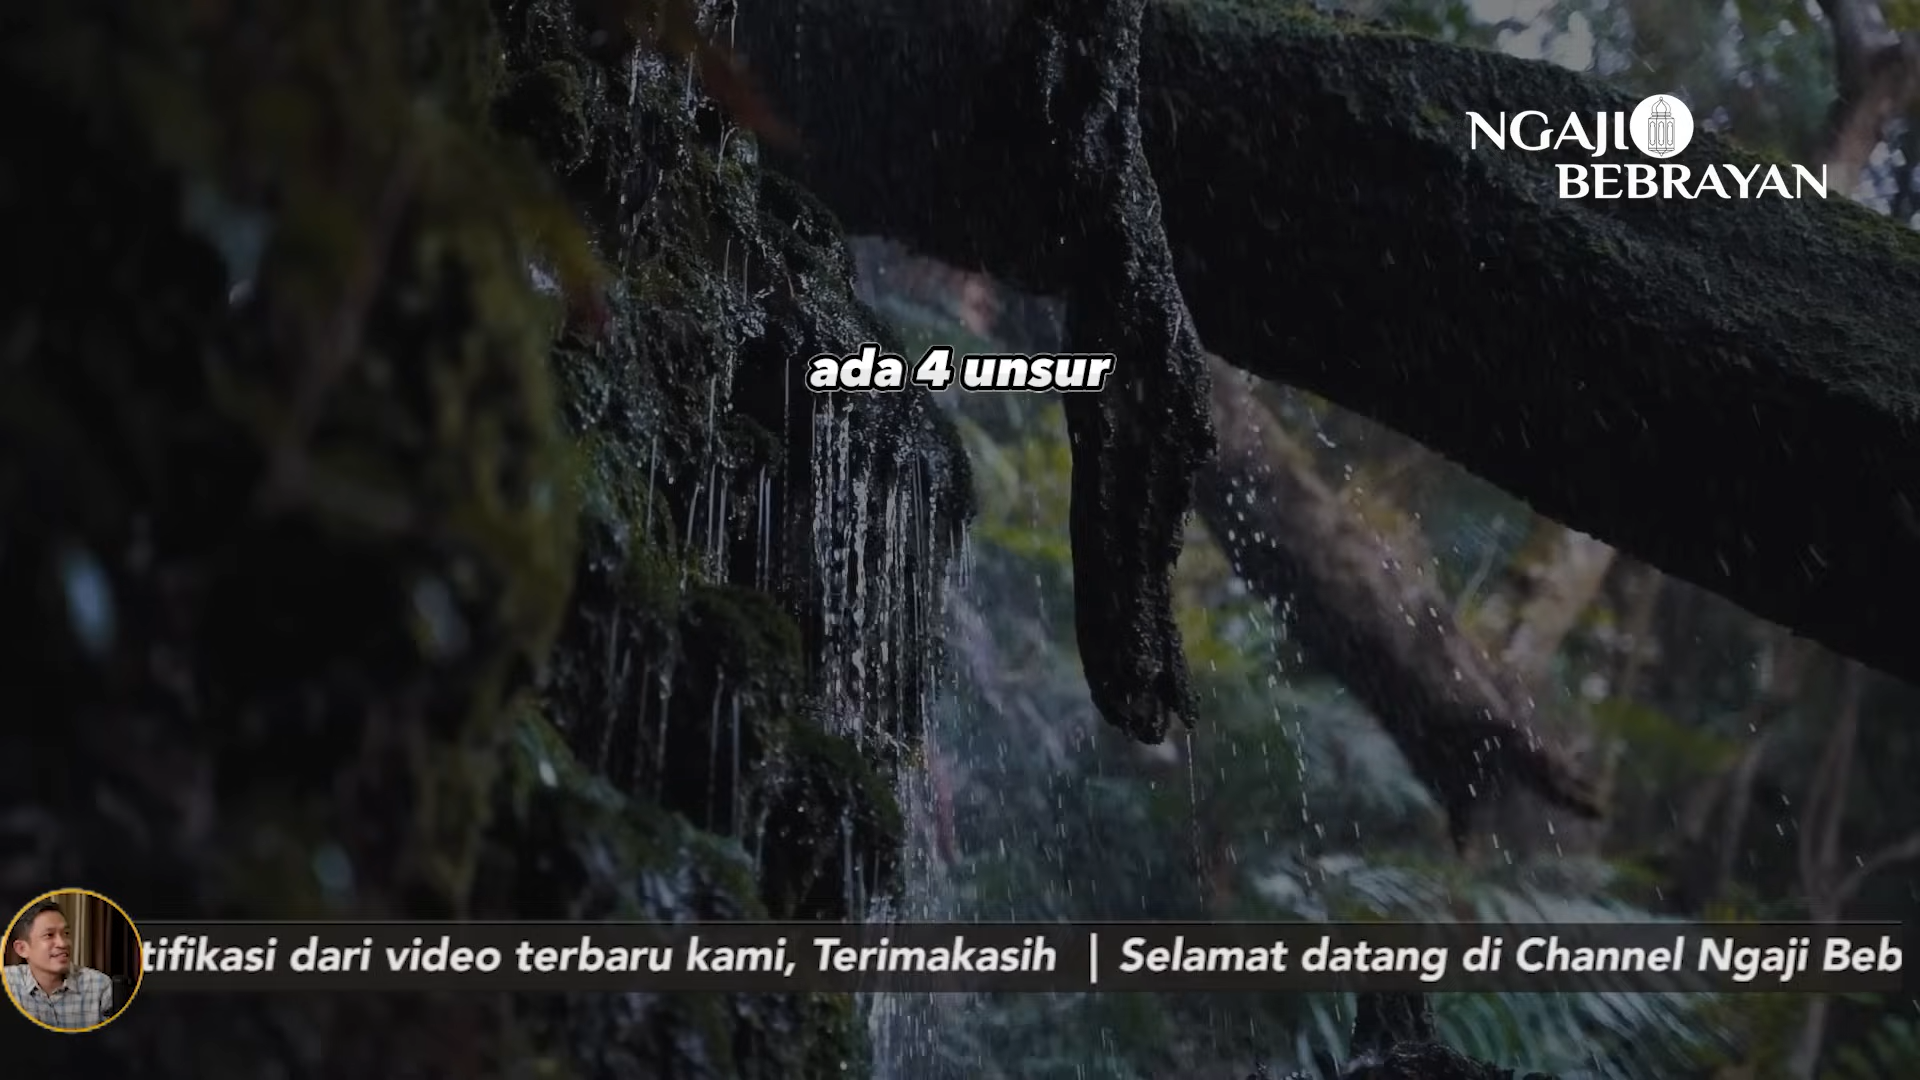 NGAJI
BEBRAYAN
ada 4 unsur
tifikasi dari video terbaru kami, Terimakasih | Selamat datang di Channel Ngaji Beb